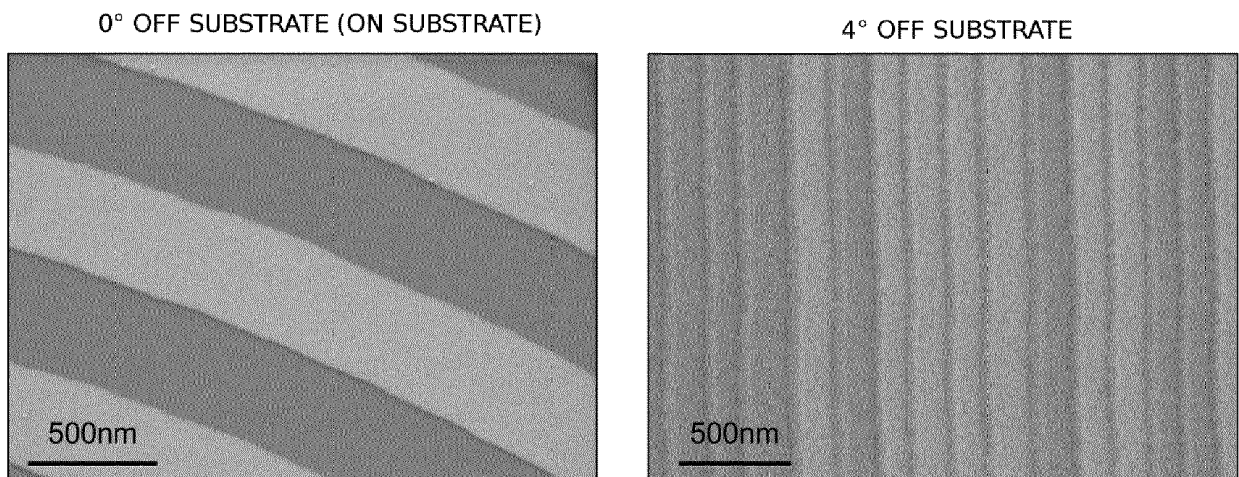 0° OFF SUBSTRATE (ON SUBSTRATE)
4° OFF SUBSTRATE
500nm
500nm